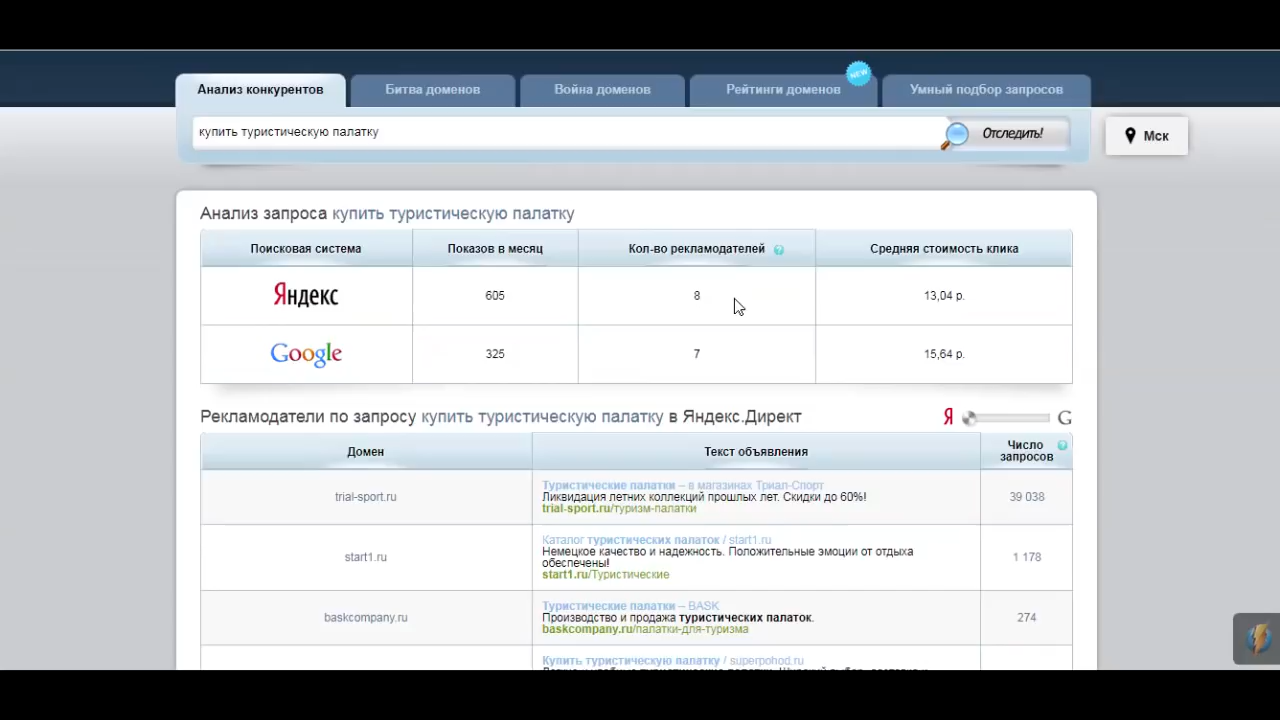 Анализ конкурентов
Битва доменов
Война доменов
Рейтинги доменов
NEW
Умный подбор запросов
купить туристическую палатку
Отследить!
Мск
Анализ запроса купить туристическую палатку
Поисковая система
Показов в месяц
Кол-во рекламодателей ?
Средняя стоимость клика
Яндекс
605
8
13,04 р.
Google
325
7
15,64 р.
Рекламодатели по запросу купить туристическую палатку в Яндекс.Директ
Я
G
Домен
Текст объявления
Число
запросов
?
trial-sport.ru
Туристические палатки – в магазинах Триал-Спорт
Ликвидация летних коллекций прошлых лет. Скидки до 60%!
trial-sport.ru/туризм-палатки
39 038
start1.ru
Каталог туристических палаток / start1.ru
Немецкое качество и надежность. Положительные эмоции от отдыха
обеспечены!
start1.ru/Туристические
1 178
baskcompany.ru
Туристические палатки – BASK
Производство и продажа туристических палаток.
baskcompany.ru/палатки-для-туризма
274
Купить туристическую палатку / superpohod.ru